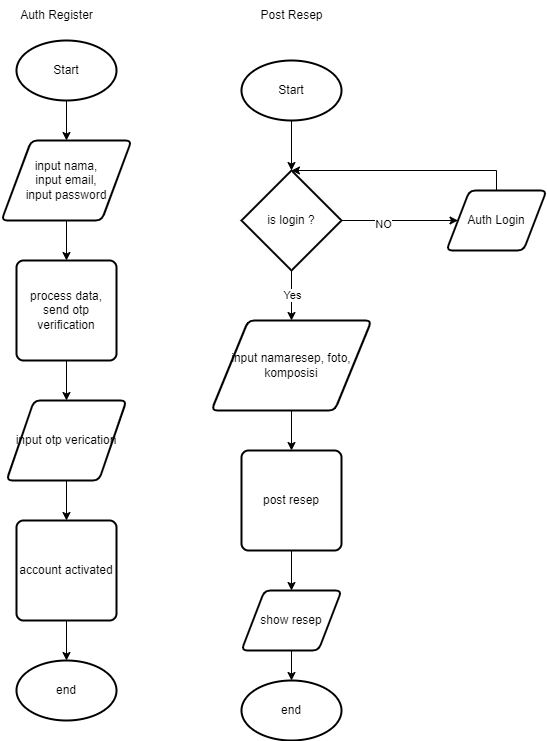 Auth Register
Start
input nama,
input email,
input password
process data,
send otp
verification
input otp verication
account activated
end
Post Resep
Start
is login ?
NO
Auth Login
Yes
input namaresep, foto,
komposisi
post resep
show resep
end